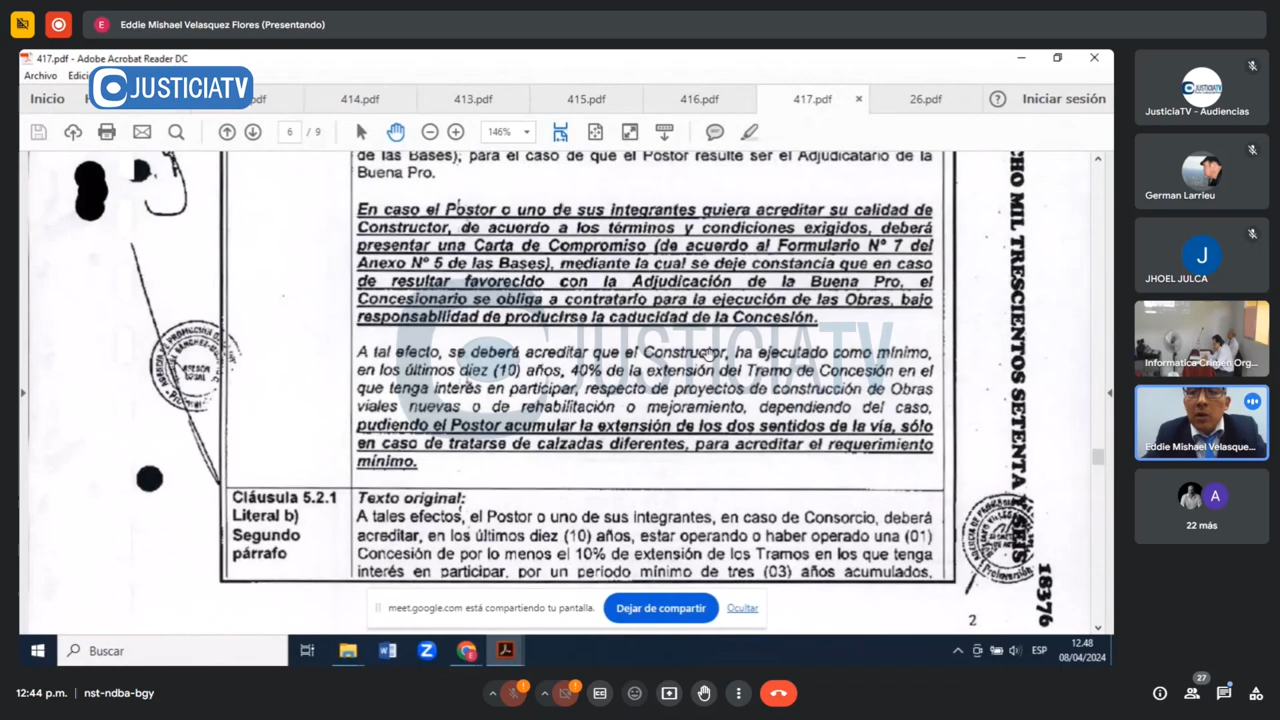 Eddie Mishael Velasquez Flores (Presentando)
417.pdf - Adobe Acrobat Reader DC
Archivo
JUSTICIATV
Inicio
414.pdf
413.pdf
415.pdf
416.pdf
417.pdf
26.pdf
Iniciar sesión
6 / 9
146%
de las Bases), para el caso de que el Postor resulte ser el Adjudicatario de la
Buena Pro.
En caso el Postor o uno de sus integrantes quiera acreditar su calidad de
Constructor, de acuerdo a los términos y condiciones exigidos, deberá
presentar una Carta de Compromiso (de acuerdo al Formulario Nº 7 del
Anexo Nº 5 de las Bases), mediante la cual se deje constancia que en caso
de resultar favorecido con la Adjudicación de la Buena Pro, el
Concesionario se obliga a contratarlo para la ejecución de las Obras, bajo
responsabilidad de producirse la caducidad de la Concesión.
A tal efecto, se deberá acreditar que el Constructor, ha ejecutado como mínimo,
en los últimos diez (10) años, 40% de la extensión del Tramo de Concesión en el
que tenga interés en participar, respecto de proyectos de construcción de Obras
viales nuevas o de rehabilitación o mejoramiento, dependiendo del caso,
pudiendo el Postor acumular la extensión de los dos sentidos de la vía, sólo
en caso de tratarse de calzadas diferentes, para acreditar el requerimiento
mínimo.
Cláusula 5.2.1
Literal b)
Segundo
párrafo
Texto original:
A tales efectos, el Postor o uno de sus integrantes, en caso de Consorcio, deberá
acreditar, en los últimos diez (10) años, estar operando o haber operado una (01)
Concesión de por lo menos el 10% de extensión de los Tramos en los que tenga
interés en participar, por un periodo mínimo de tres (03) años acumulados,
2
CHO MIL TRESCIENTOS SETENTA Y SEIS
18376
JUSTICIATV
meet.google.com está compartiendo tu pantalla.
Dejar de compartir
Ocultar
Buscar
ESP
12.48
08/04/2024
JusticiaTV - Audiencias
German Larrieu
JHOEL JULCA
Informatica Crimen Org...
Eddie Mishael Velasque...
A
22 más
12:44 p.m.
nst-ndba-bgy
27